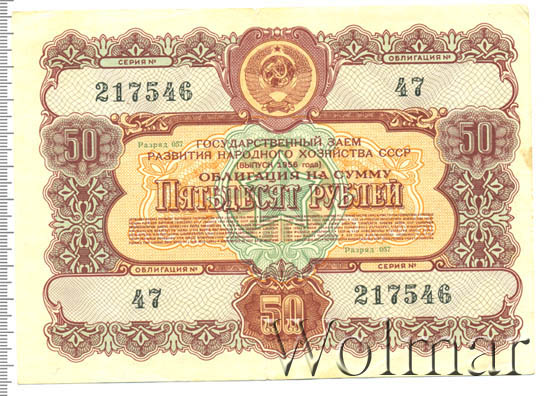 СЕРИЯ № ОБЛИГАЦИЯ №
217546 47
50 50
Разряд 057
ГОСУДАРСТВЕННЫЙ ЗАЕМ
РАЗВИТИЯ НАРОДНОГО ХОЗЯЙСТВА СССР
(ВЫПУСК 1956 года)
ОБЛИГАЦИЯ НА СУММУ
ПЯТЬДЕСЯТ РУБЛЕЙ
Разряд 057
ОБЛИГАЦИЯ № СЕРИЯ №
47 217546
50
Wolmar